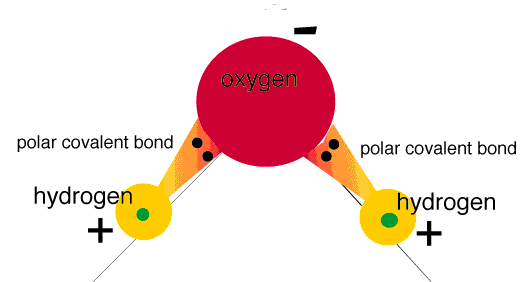 −
oxygen
polar covalent bond
polar covalent bond
hydrogen
hydrogen
+
+